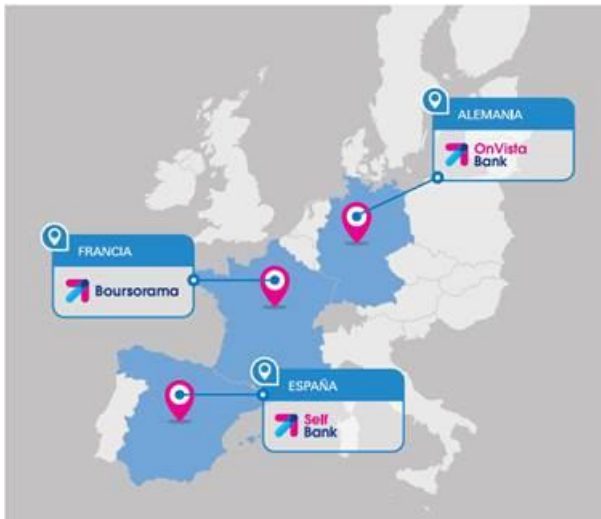 ALEMANIA
OnVista
Bank
FRANCIA
Boursorama
ESPAÑA
Self
Bank